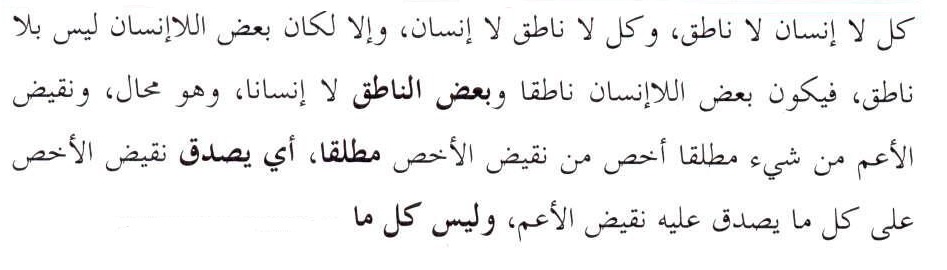 كل لا إنسان لا ناطق، وكل لا ناطق لا إنسان، وإلا لكان بعض اللاإنسان ليس بلا
ناطق، فيكون بعض اللاإنسان ناطقا وبعض الناطق لا إنسانا، وهو محال، ونقيض
الأعم من شيء مطلقا أخص من نقيض الأخص مطلقا، أي يصدق نقيض الأخص
على كل ما يصدق عليه نقيض الأعم، وليس كل ما